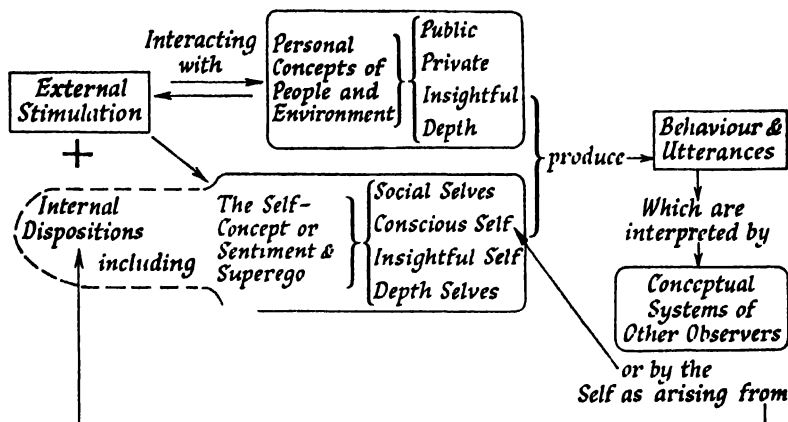 Interacting
with
External
Stimulation
+
Personal
Concepts of
People and
Environment
Public
Private
Insightful
Depth
Internal
Dispositions
including
The Self-
Concept or
Sentiment &
Superego
Social Selves
Conscious Self
Insightful Self
Depth Selves
produce
Behaviour &
Utterances
Which are
interpreted by
Conceptual
Systems of
Other Observers
or by the
Self as arising from